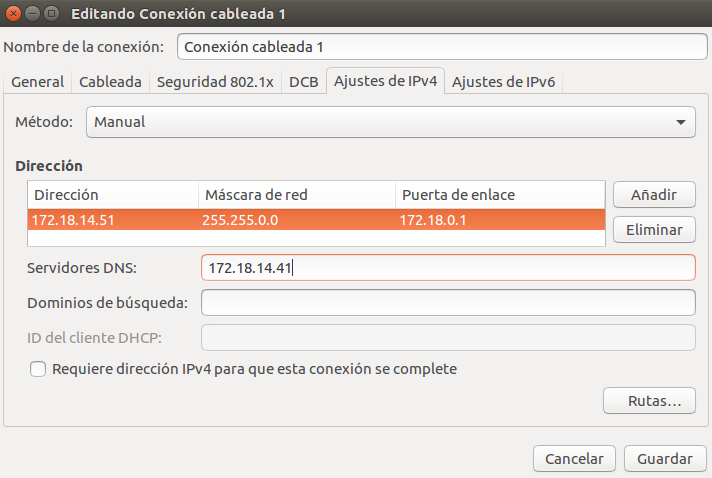 Editando Conexión cableada 1
Nombre de la conexión: Conexión cableada 1
General Cableada Seguridad 802.1x DCB Ajustes de IPv4 Ajustes de IPv6
Método: Manual
Dirección
Dirección Máscara de red Puerta de enlace Añadir
172.18.14.51 255.255.0.0 172.18.0.1
Eliminar
Servidores DNS: 172.18.14.41
Dominios de búsqueda:
ID del cliente DHCP:
Requiere dirección IPv4 para que esta conexión se complete
Rutas...
Cancelar Guardar